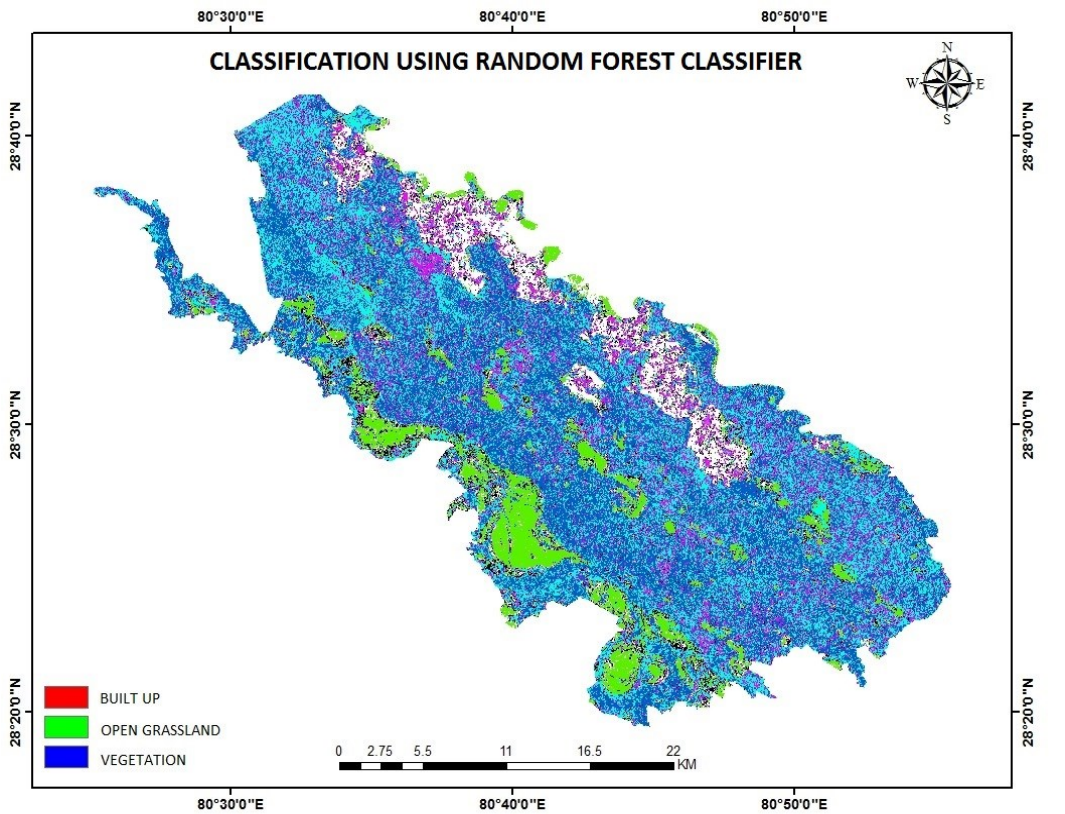 80°30'0"E 80°40'0"E 80°50'0"E
CLASSIFICATION USING RANDOM FOREST CLASSIFIER
N
W E
S
28°40'0"N 28°40'0"N
28°30'0"N 28°30'0"N
28°20'0"N 28°20'0"N
BUILT UP
OPEN GRASSLAND
VEGETATION
0 2.75 5.5 11 16.5 22
KM
80°30'0"E 80°40'0"E 80°50'0"E